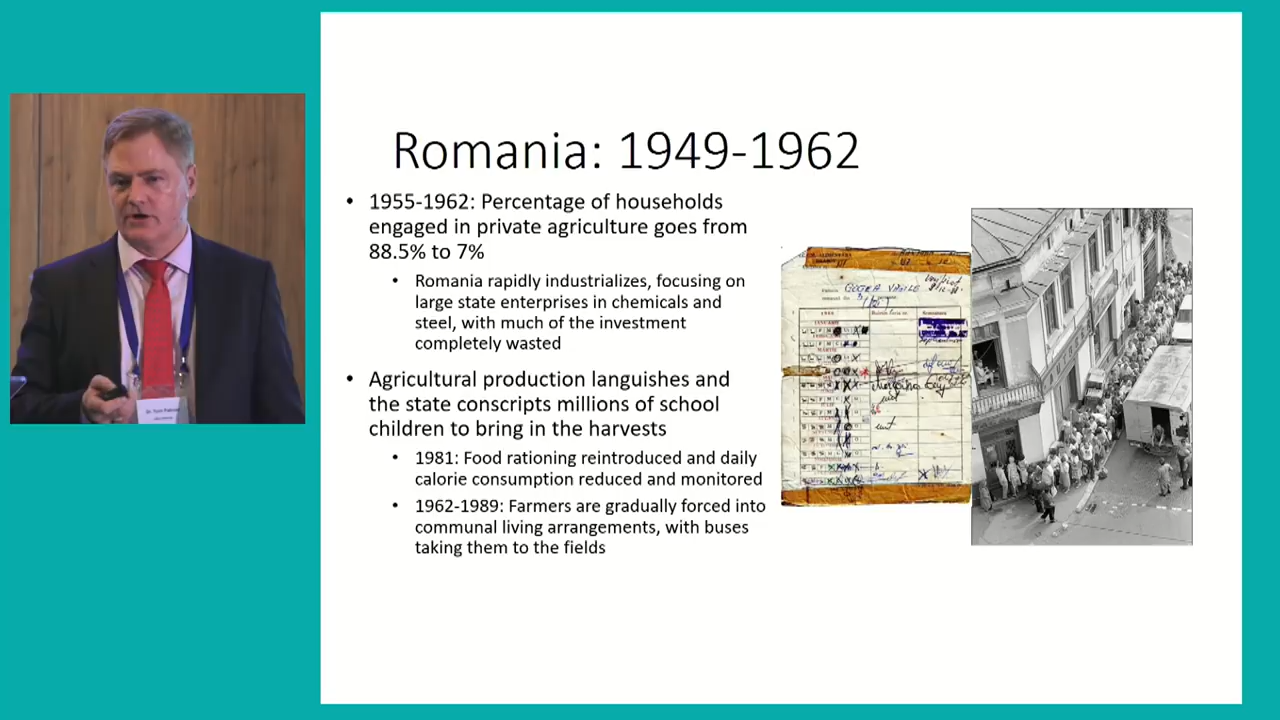 Romania: 1949-1962
• 1955-1962: Percentage of households
engaged in private agriculture goes from
88.5% to 7%
• Romania rapidly industrializes, focusing on
large state enterprises in chemicals and
steel, with much of the investment
completely wasted
• Agricultural production languishes and
the state conscripts millions of school
children to bring in the harvests
• 1981: Food rationing reintroduced and daily
calorie consumption reduced and monitored
• 1962-1989: Farmers are gradually forced into
communal living arrangements, with buses
taking them to the fields